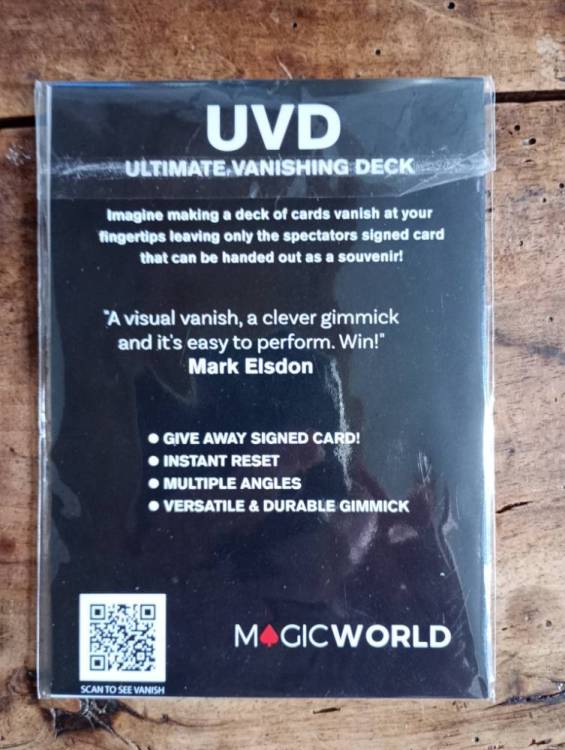 UVD
ULTIMATE VANISHING DECK
Imagine making a deck of cards vanish at your
fingertips leaving only the spectators signed card
that can be handed out as a souvenir!
"A visual vanish, a clever gimmick
and it's easy to perform. Win!"
Mark Elsdon
● GIVE AWAY SIGNED CARD!
● INSTANT RESET
● MULTIPLE ANGLES
● VERSATILE & DURABLE GIMMICK
M♠GICWORLD
SCAN TO SEE VANISH